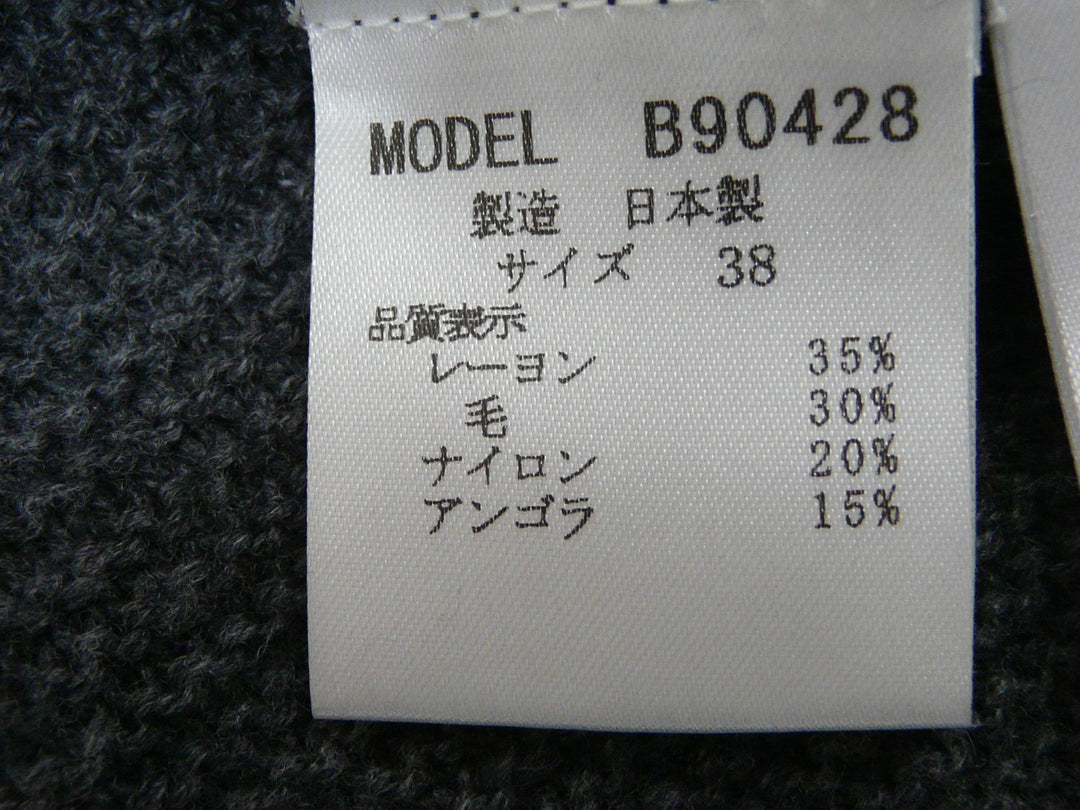 MODEL B90428
製造 日本製
サイズ 38
品質表示
レーヨン 35%
毛 30%
ナイロン 20%
アンゴラ 15%